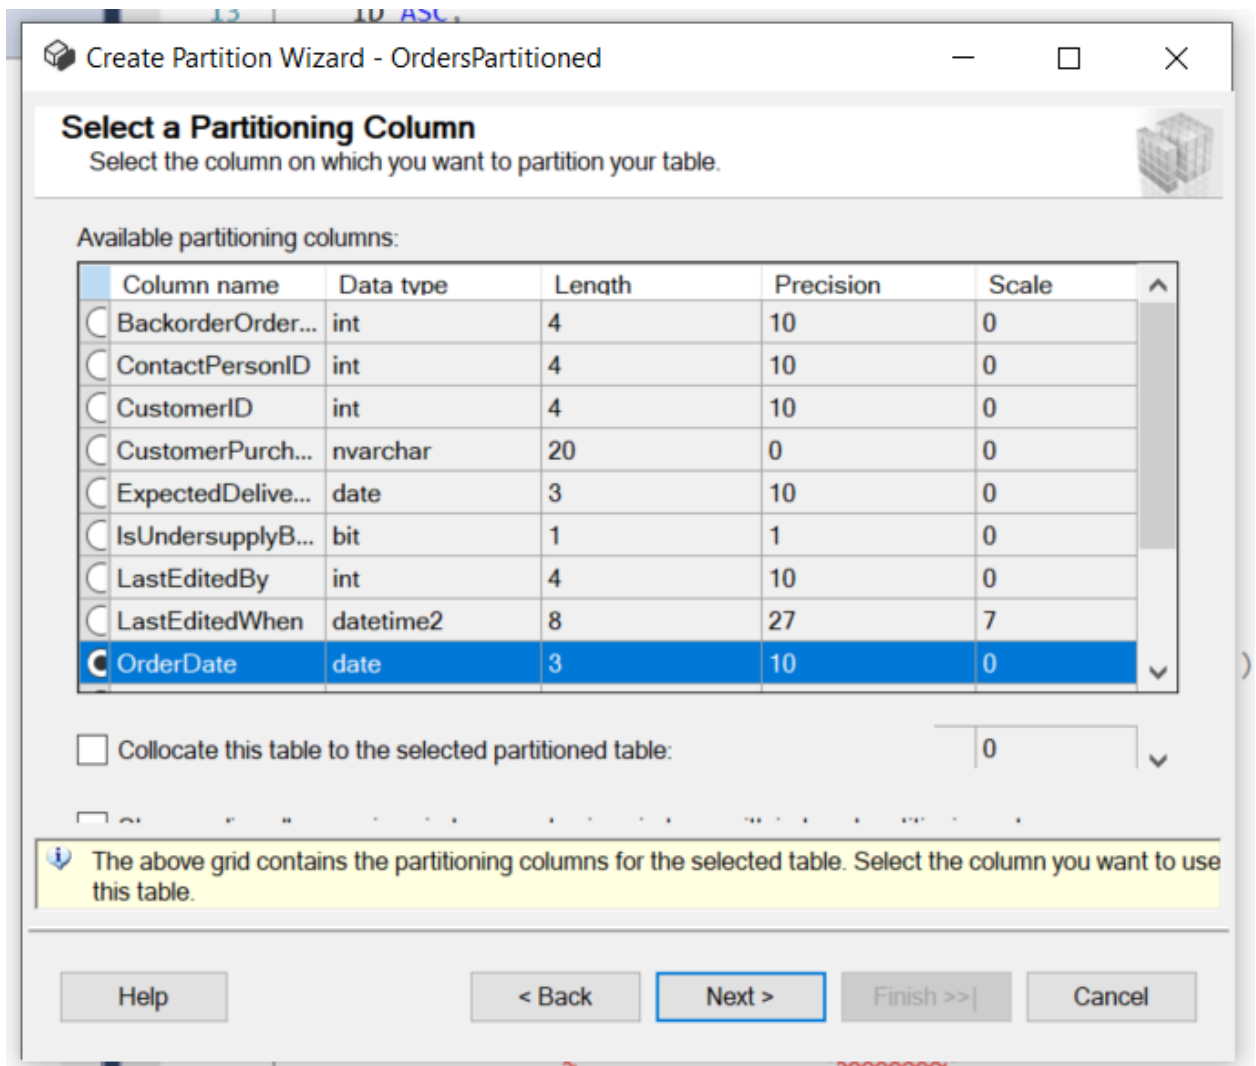 13 ID ASC,
Create Partition Wizard - OrdersPartitioned
Select a Partitioning Column
Select the column on which you want to partition your table.
Available partitioning columns:
Column name Data type Length Precision Scale
BackorderOrder... int 4 10 0
ContactPersonID int 4 10 0
CustomerID int 4 10 0
CustomerPurch... nvarchar 20 0 0
ExpectedDelive... date 3 10 0
IsUndersupplyB... bit 1 1 0
LastEditedBy int 4 10 0
LastEditedWhen datetime2 8 27 7
OrderDate date 3 10 0
)
Collocate this table to the selected partitioned table: 0
The above grid contains the partitioning columns for the selected table. Select the column you want to use
this table.
Help < Back Next > Finish >>| Cancel